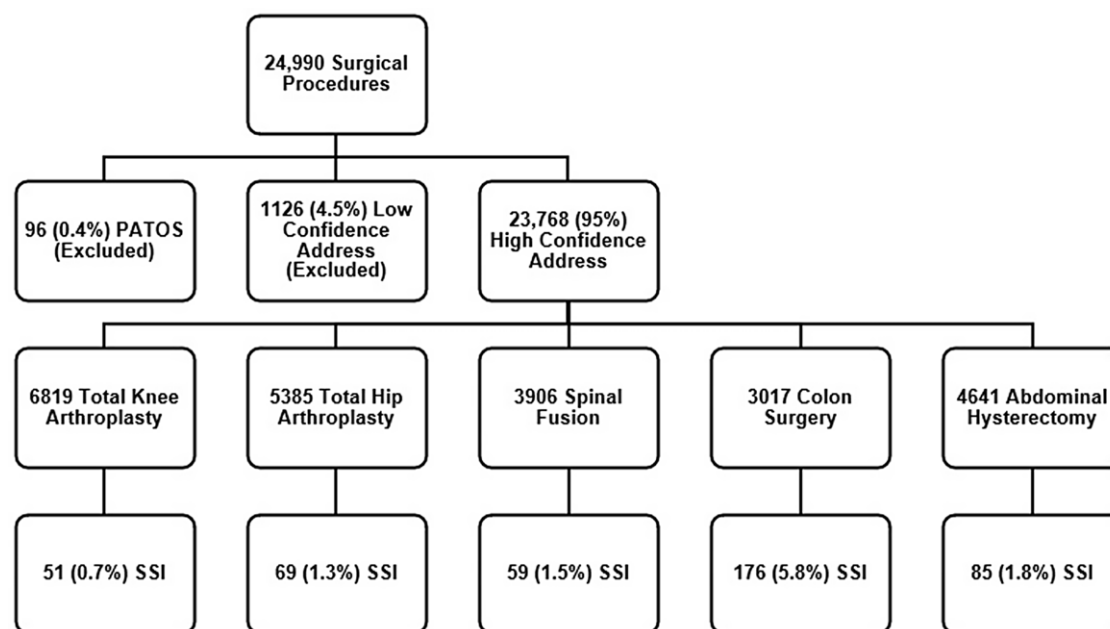 24,990 Surgical
Procedures
96 (0.4%) PATOS
(Excluded)
1126 (4.5%) Low
Confidence
Address
(Excluded)
23,768 (95%)
High Confidence
Address
6819 Total Knee
Arthroplasty
5385 Total Hip
Arthroplasty
3906 Spinal
Fusion
3017 Colon
Surgery
4641 Abdominal
Hysterectomy
51 (0.7%) SSI
69 (1.3%) SSI
59 (1.5%) SSI
176 (5.8%) SSI
85 (1.8%) SSI